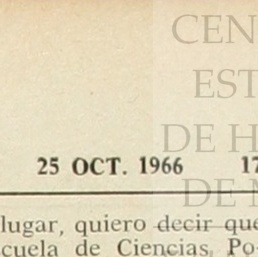 CEN
EST
DE H
25 OCT. 1966 17
DE N
lugar, quiero decir que
cuela de Ciencias Po-